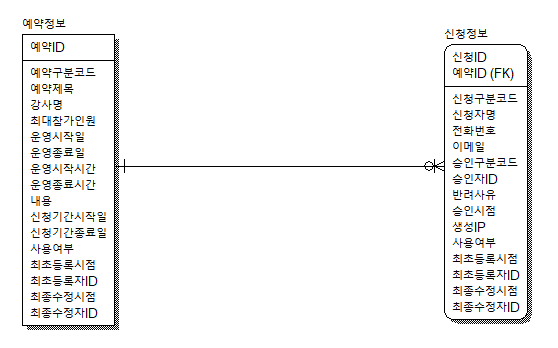 예약정보
예약ID
예약구분코드
예약제목
강사명
최대참가인원
운영시작일
운영종료일
운영시작시간
운영종료시간
내용
신청기간시작일
신청기간종료일
사용여부
최초등록시점
최초등록자ID
최종수정시점
최종수정자ID
신청정보
신청ID
예약ID (FK)
신청구분코드
신청자명
전화번호
이메일
승인구분코드
승인자ID
반려사유
승인시점
생성IP
사용여부
최초등록시점
최초등록자ID
최종수정시점
최종수정자ID